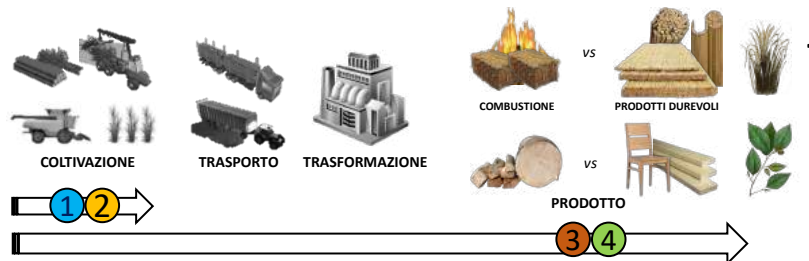 vs
COMBUSTIONE
PRODOTTI DUREVOLI
COLTIVAZIONE
TRASPORTO
TRASFORMAZIONE
vs
PRODOTTO
1
2
3
4